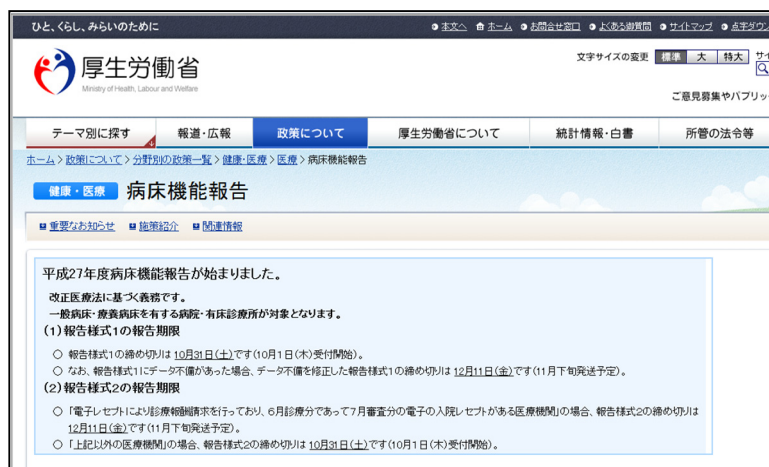 ひと、くらし、みらいのために
本文へ ホーム お問合せ窓口 よくある御質問 サイトマップ 点字ダウン
厚生労働省
Ministry of Health, Labour and Welfare
文字サイズの変更 標準 大 特大 サイ
ご意見募集やパブリッ
テーマ別に探す 報道・広報 政策について 厚生労働省について 統計情報・白書 所管の法令等
ホーム > 政策について > 分野別の政策一覧 > 健康・医療 > 医療 > 病床機能報告
健康・医療 病床機能報告
重要なお知らせ 施策紹介 関連情報
平成27年度病床機能報告が始まりました。
改正医療法に基づく義務です。
一般病床・療養病床を有する病院・有床診療所が対象となります。
(1)報告様式1の報告期限
○ 報告様式1の締め切りは 10月31日(土)です(10月1日(木)受付開始)。
○ なお、報告様式1にデータ不備があった場合、データ不備を修正した報告様式1の締め切りは 12月11日(金)です(11月下旬発送予定)。
(2)報告様式2の報告期限
○ 「電子レセプトにより診療報酬請求を行っており、6月診療分であって7月審査分の電子の入院レセプトがある医療機関」の場合、報告様式2の締め切りは
12月11日(金)です(11月下旬発送予定)。
○ 「上記以外の医療機関」の場合、報告様式2の締め切りは 10月31日(土)です(10月1日(木)受付開始)。